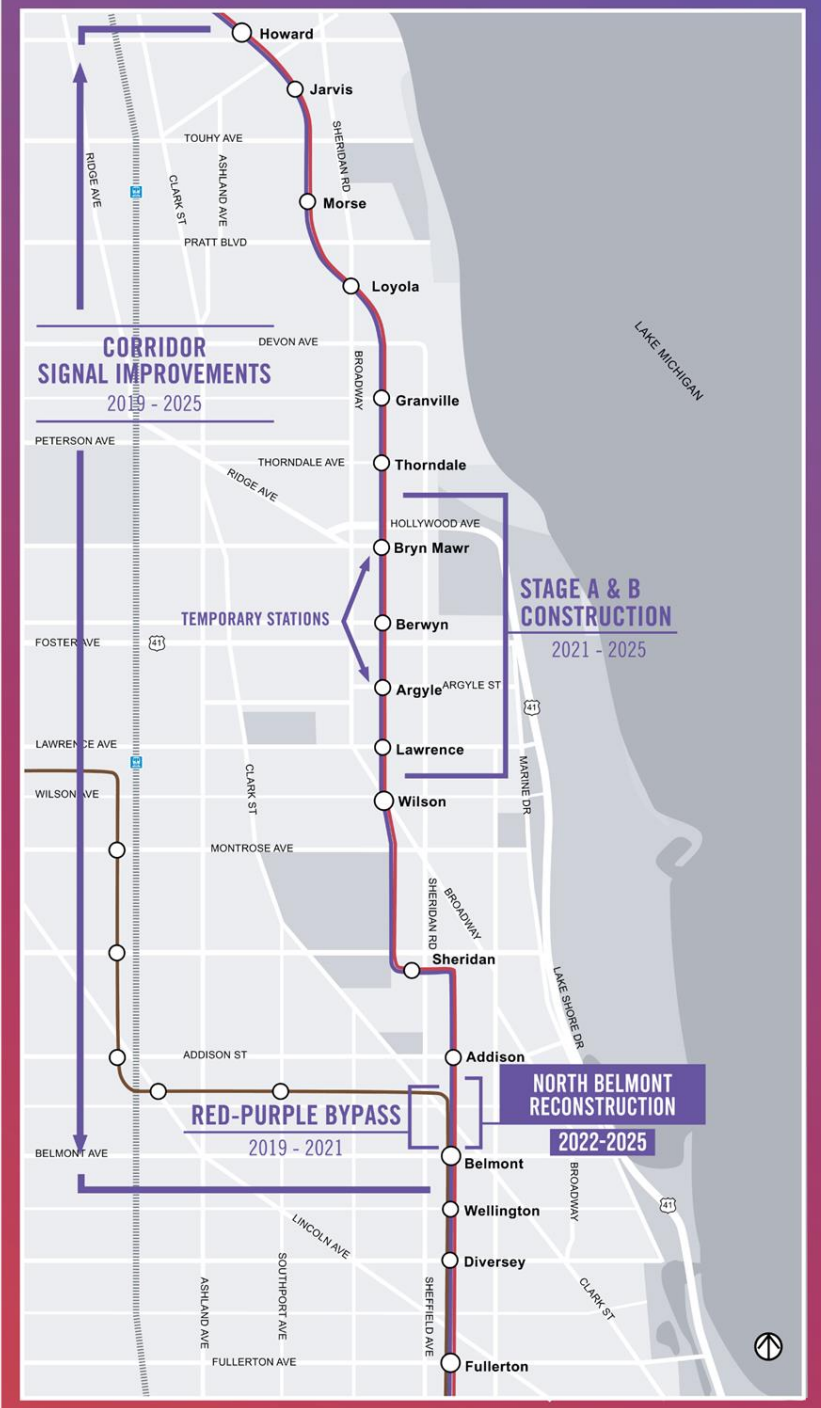 Howard
Jarvis
TOUHY AVE
SHERIDAN RD
RIDGE AVE
CLARK ST
ASHLAND AVE
Morse
PRATT BLVD
Loyola
CORRIDOR
SIGNAL IMPROVEMENTS
2019 - 2025
DEVON AVE
BROADWAY
LAKE MICHIGAN
Granville
PETERSON AVE
THORNDALE AVE
Thorndale
RIDGE AVE
HOLLYWOOD AVE
Bryn Mawr
STAGE A & B
CONSTRUCTION
2021 - 2025
TEMPORARY STATIONS
Berwyn
FOSTER AVE
41
Argyle
ARGYLE ST
41
LAWRENCE AVE
Lawrence
WILSON AVE
Wilson
CLARK ST
MARINE DR
MONTROSE AVE
SHERIDAN RD
BROADWAY
Sheridan
LAKE SHORE DR
ADDISON ST
Addison
NORTH BELMONT
RECONSTRUCTION
2022-2025
RED-PURPLE BYPASS
2019 - 2021
BELMONT AVE
Belmont
BROADWAY
Wellington
41
LINCOLN AVE
Diversey
ASHLAND AVE
SOUTHPORT AVE
SHEFFIELD AVE
CLARK ST
FULLERTON AVE
Fullerton